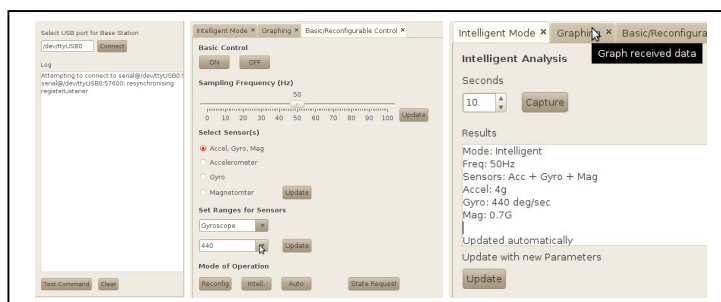 Select USB port for Base Station
/dev/ttyUSB0 Connect
Log
Attempting to connect to serial@/dev/ttyUSB0:5
serial@/dev/ttyUSB0:57600: resynchronising
registerListener
Test Command Clear
Intelligent Mode × Graphing × Basic/Reconfigurable Control ×
Basic Control
ON OFF
Sampling Frequency (Hz)
50
0 10 20 30 40 50 60 70 80 90 100 Update
Select Sensor(s)
Accel, Gyro, Mag
Accelerometer
Gyro
Magnetomter Update
Set Ranges for Sensors
Gyroscope
440 Update
Mode of Operation
Reconfig Intell.. Auto State Request
Intelligent Mode × Graphing × Basic/Reconfigura
Graph received data
Intelligent Analysis
Seconds
10 Capture
Results
Mode: Intelligent
Freq: 50Hz
Sensors: Acc + Gyro + Mag
Accel: 4g
Gyro: 440 deg/sec
Mag: 0.7G
Updated automatically
Update with new Parameters
Update